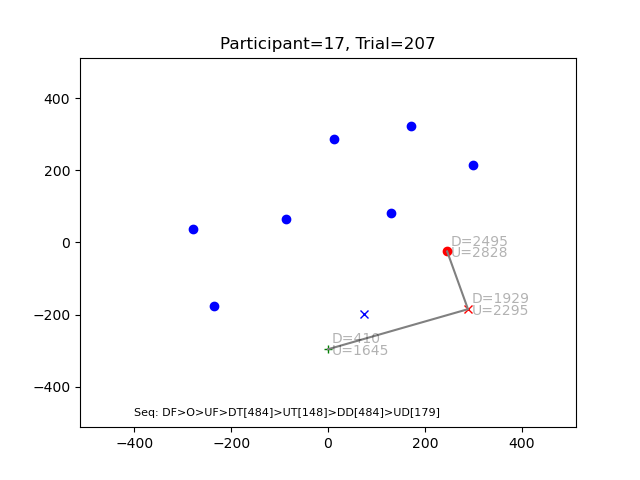 Participant=17, Trial=207
400
200
0
−200
−400
D=2495
U=2828
D=1929
U=2295
D=410
U=1645
Seq: DF>O>UF>DT[484]>UT[148]>DD[484]>UD[179]
−400
−200
0
200
400